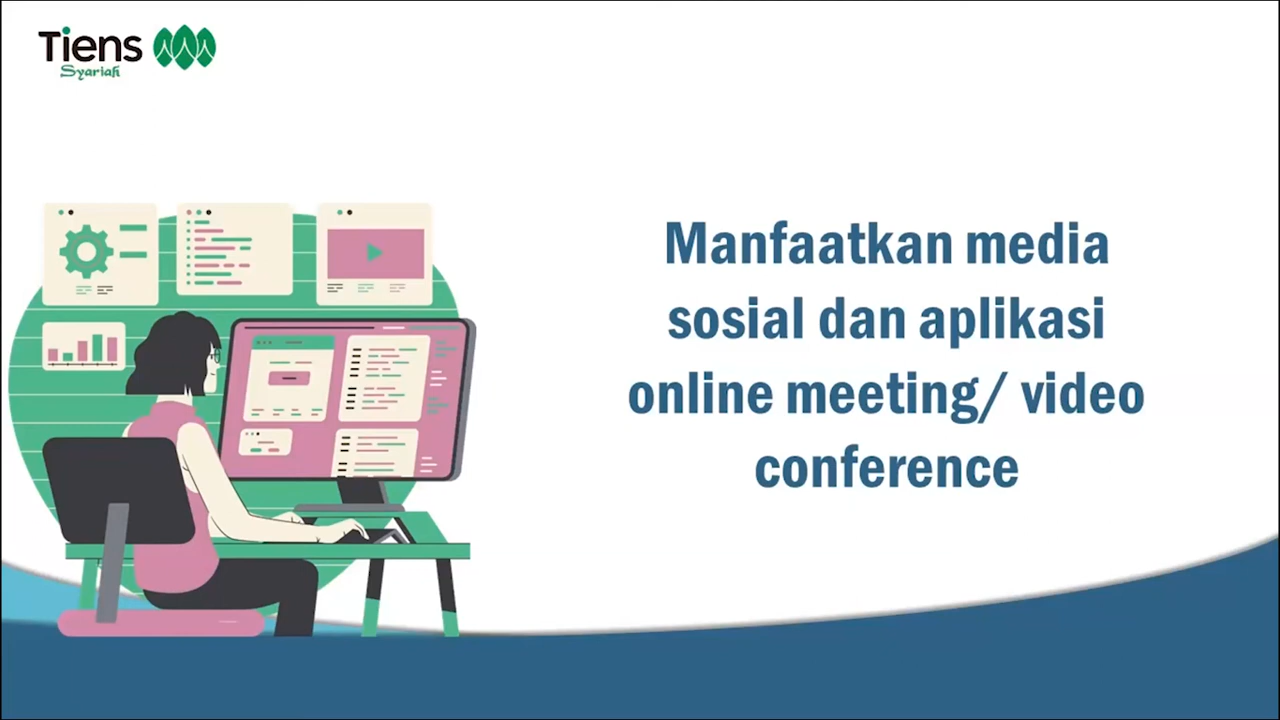 Tiens
Syariah
Manfaatkan media
sosial dan aplikasi
online meeting/ video
conference